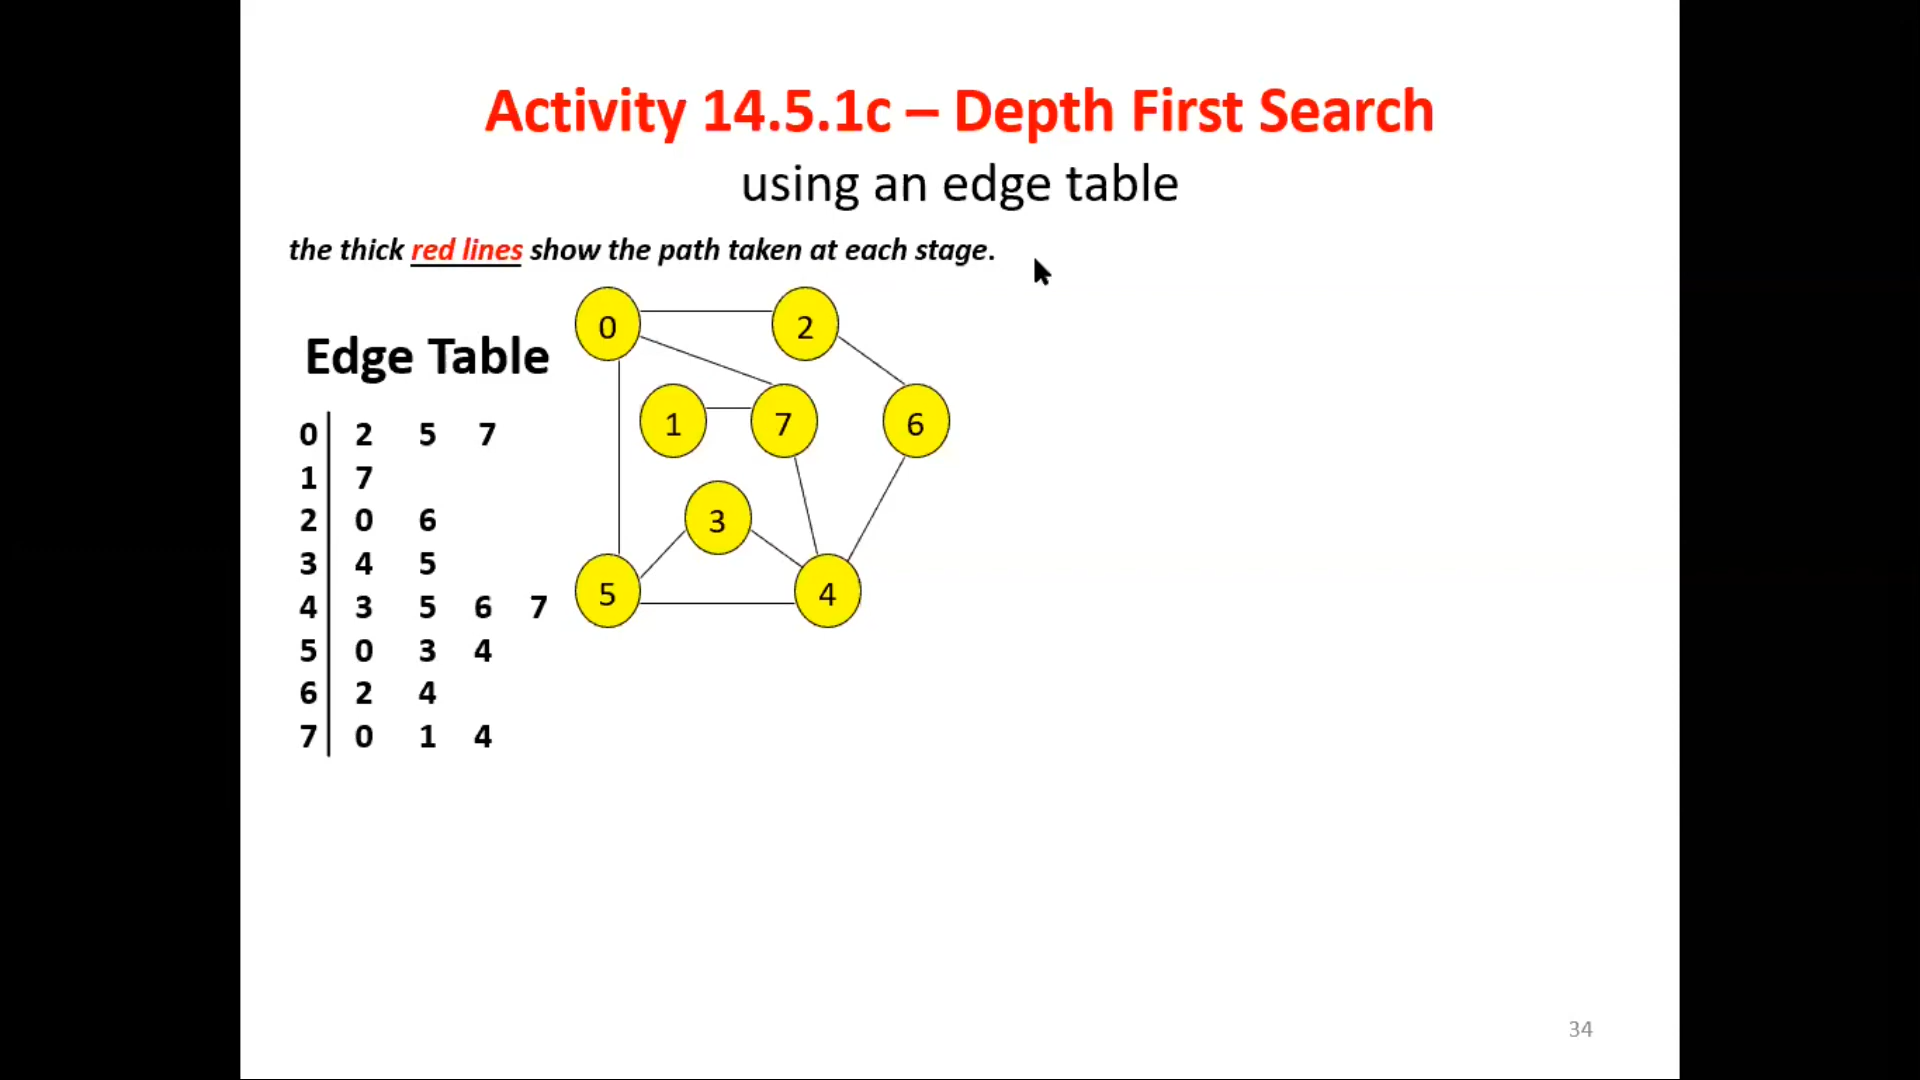 Activity 14.5.1c – Depth First Search
using an edge table
the thick red lines show the path taken at each stage.
Edge Table
0 2 5 7
1 7
2 0 6
3 4 5
4 3 5 6 7
5 0 3 4
6 2 4
7 0 1 4
0 2
1 7 6
3
5 4
34